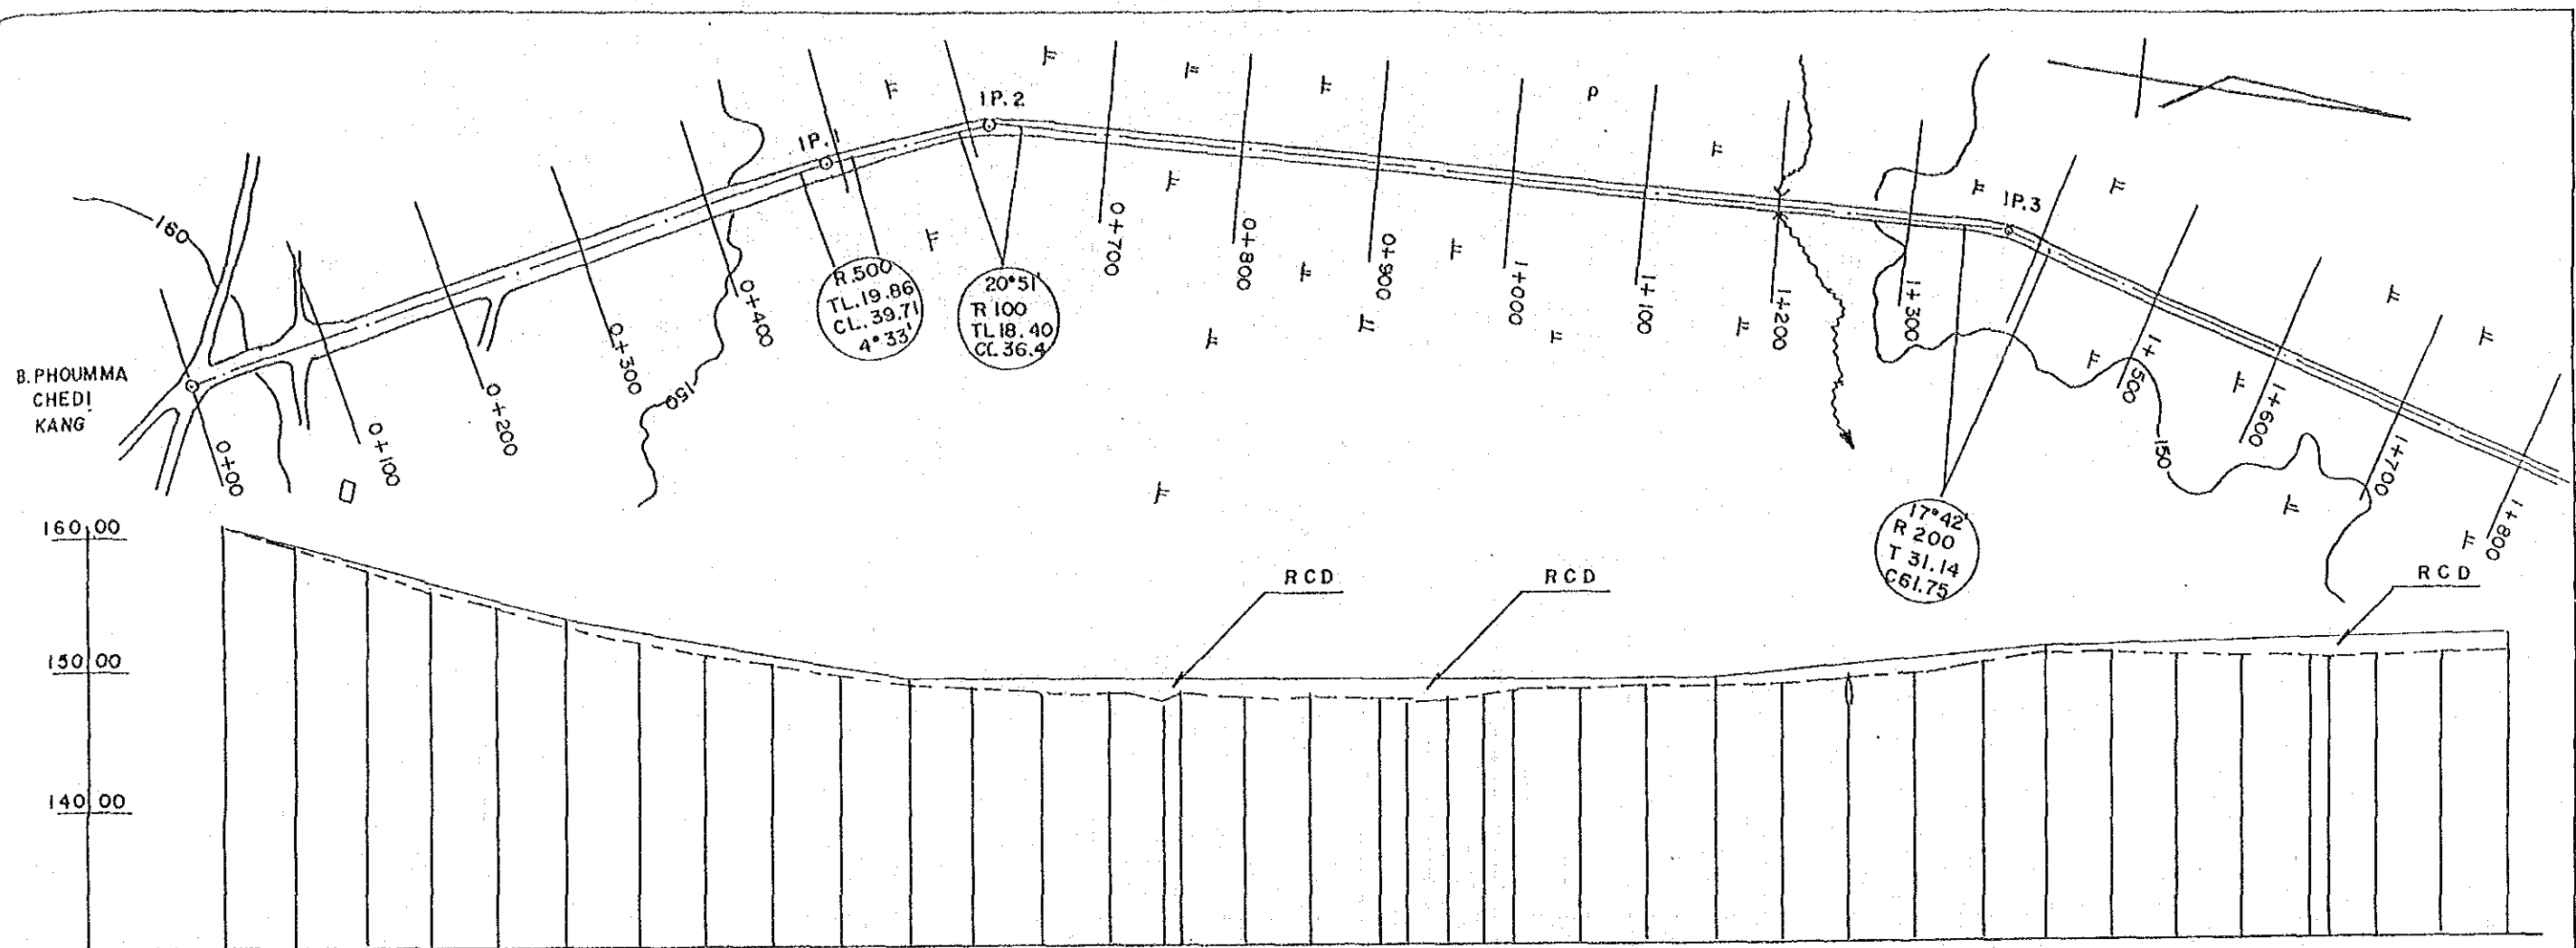 IP.1
IP.2
IP.3
160
150
150
B. PHOUMMA
CHEDI
KANG
0+00
0+100
0+200
0+300
0+400
0+700
0+800
0+900
1+000
1+100
1+200
1+300
1+500
1+600
1+700
1+800
R.500
TL.19.86
CL.39.71
4°33'
20°51'
R 100
TL 18.40
CL 36.4
17°42'
R 200
T 31.14
C61.75
RCD
RCD
RCD
160.00
150.00
140.00